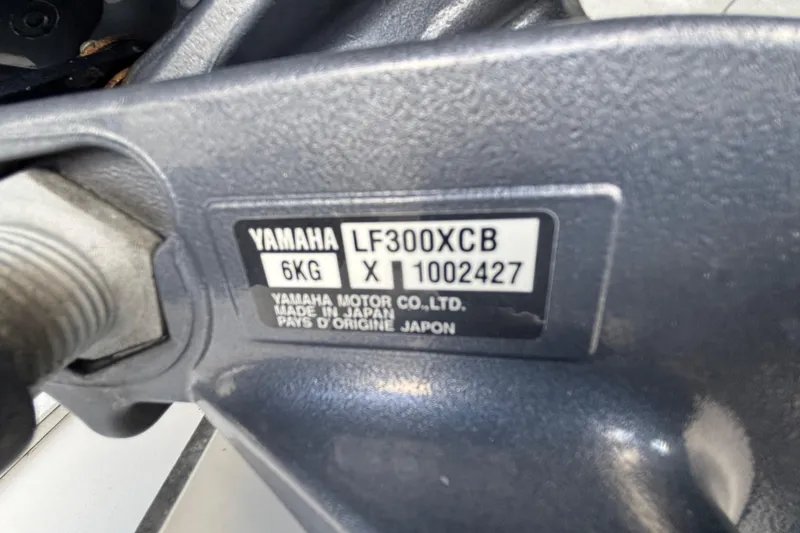 YAMAHA LF300XCB
6KG X 1002427
YAMAHA MOTOR CO.,LTD.
MADE IN JAPAN
PAYS D'ORIGINE JAPON